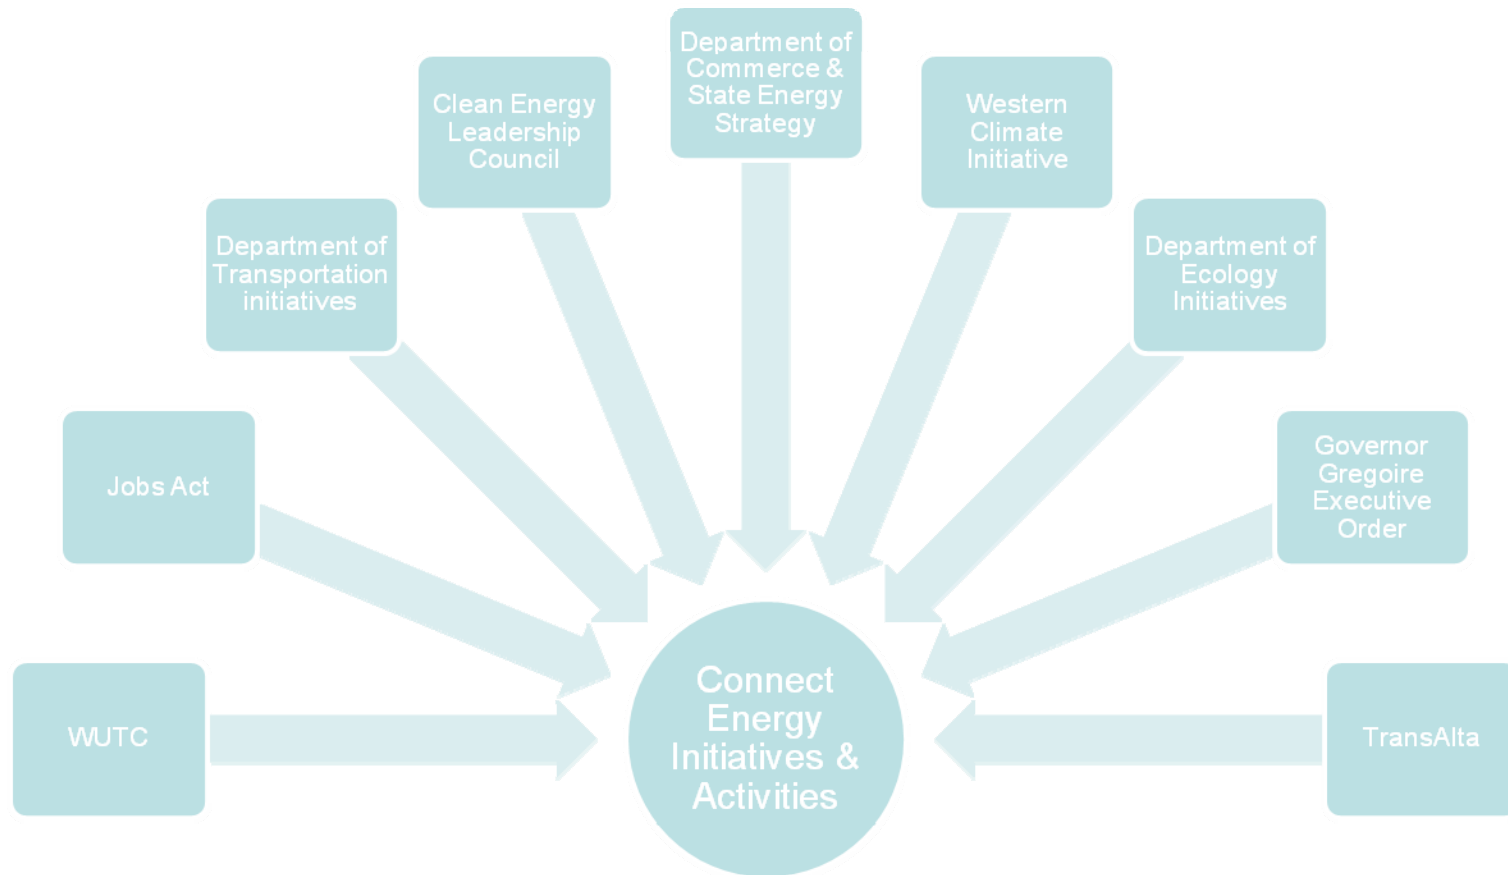 Department of
Commerce &
State Energy
Strategy
Clean Energy
Leadership
Council
Western
Climate
Initiative
Department of
Transportation
initiatives
Department of
Ecology
Initiatives
Jobs Act
Governor
Gregoire
Executive
Order
WUTC
Connect
Energy
Initiatives &
Activities
TransAlta